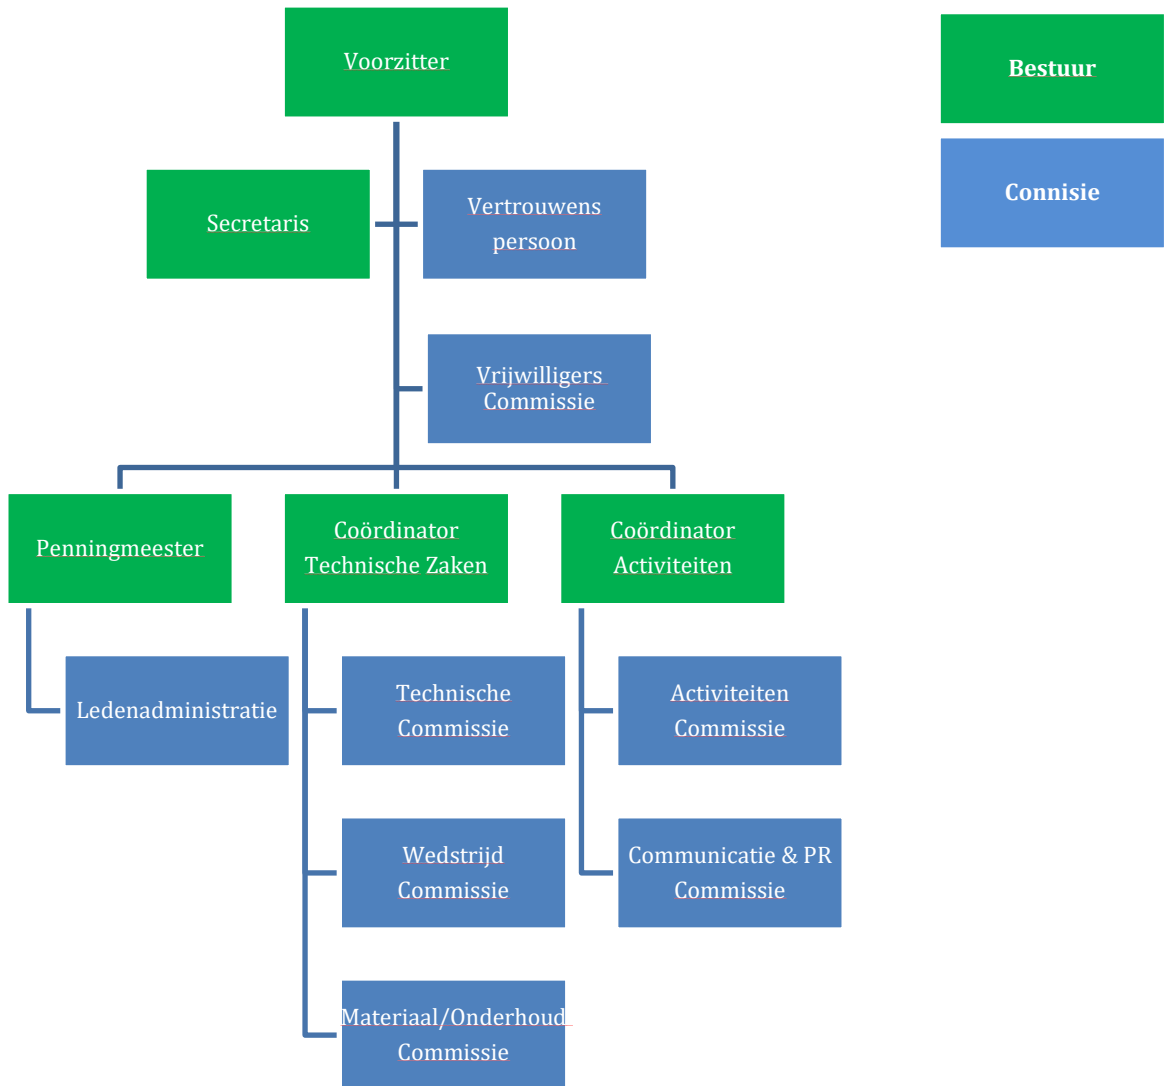 Voorzitter
Bestuur
Connisie
Secretaris
Vertrouwens
persoon
Vrijwilligers
Commissie
Penningmeester
Coördinator
Technische Zaken
Coördinator
Activiteiten
Ledenadministratie
Technische
Commissie
Activiteiten
Commissie
Wedstrijd
Commissie
Communicatie & PR
Commissie
Materiaal/Onderhoud
Commissie